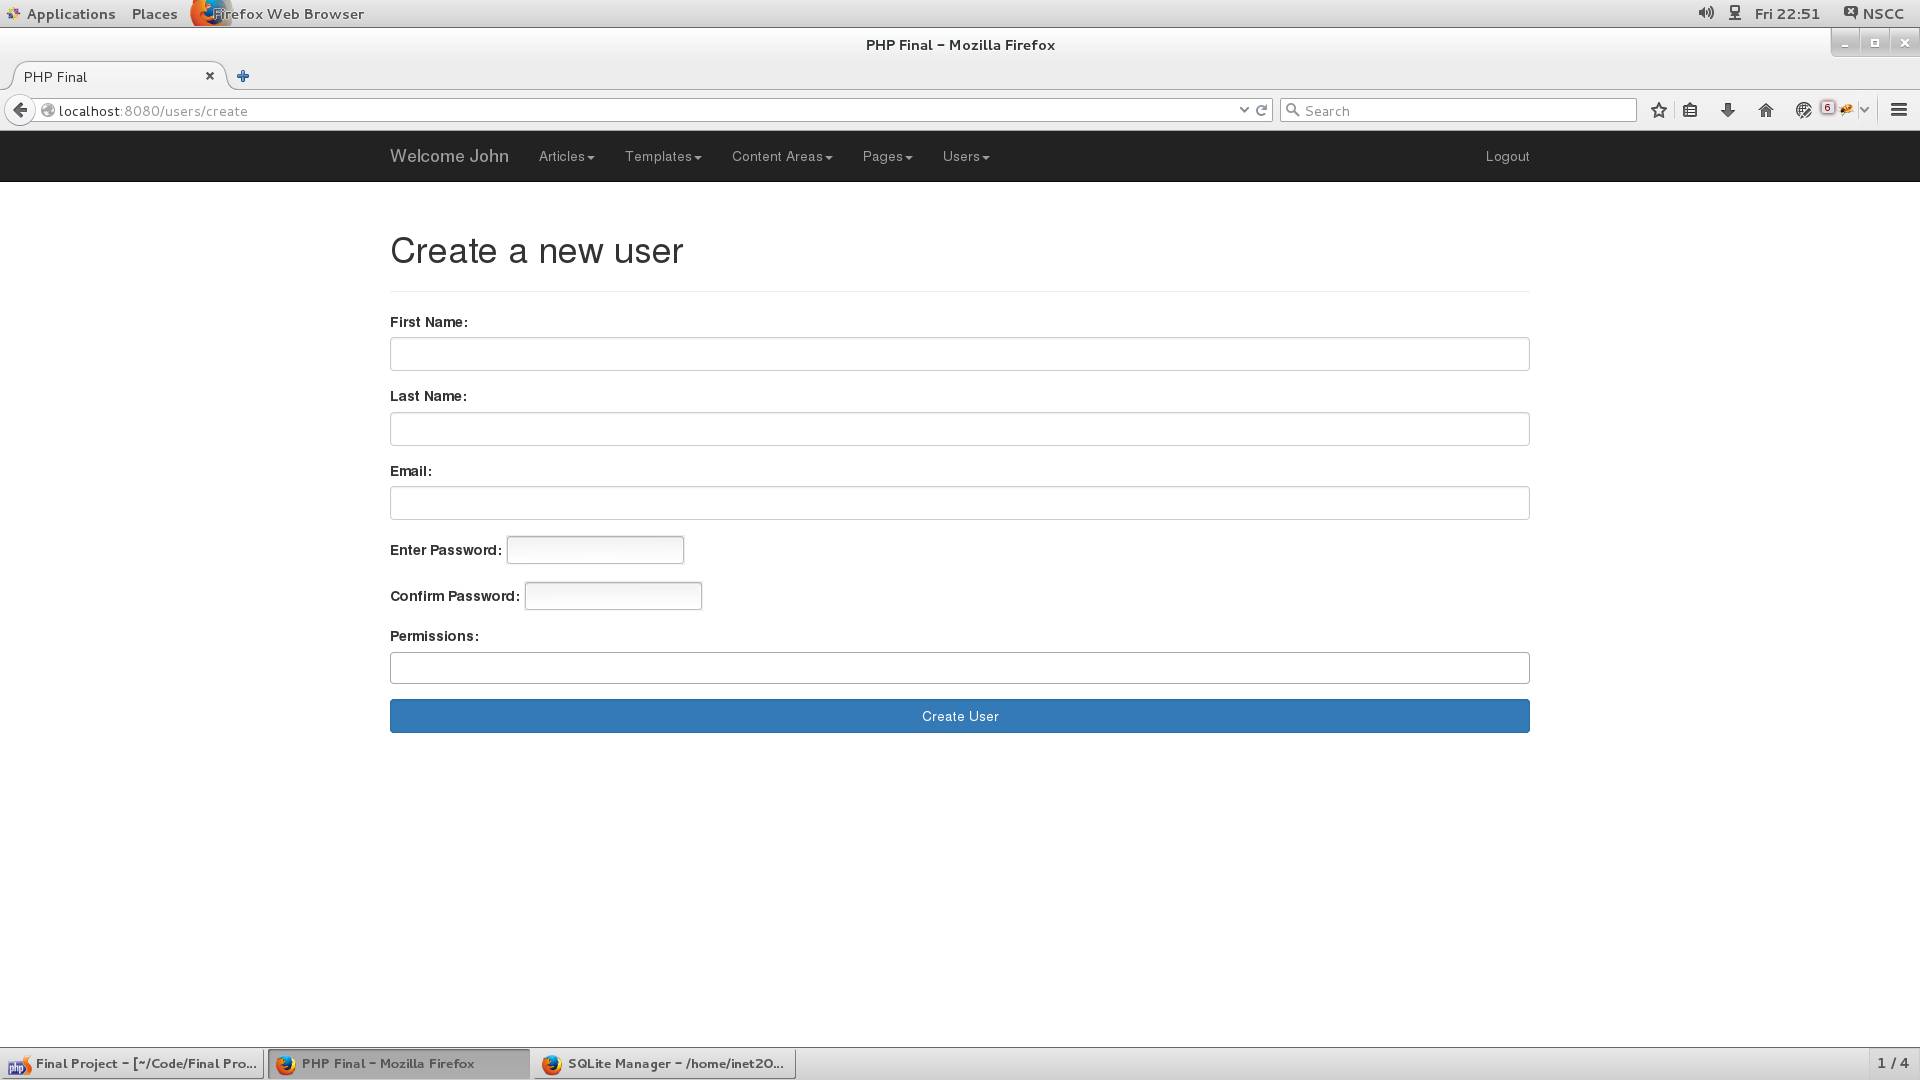 Applications Places Firefox Web Browser Fri 22:51 NSCC
PHP Final - Mozilla Firefox
PHP Final
localhost:8080/users/create Search 6
Welcome John Articles Templates Content Areas Pages Users Logout
Create a new user
First Name:
Last Name:
Email:
Enter Password:
Confirm Password:
Permissions:
Create User
php Final Project - [~/Code/Final Pro... PHP Final - Mozilla Firefox SQLite Manager - /home/inet20... 1 / 4